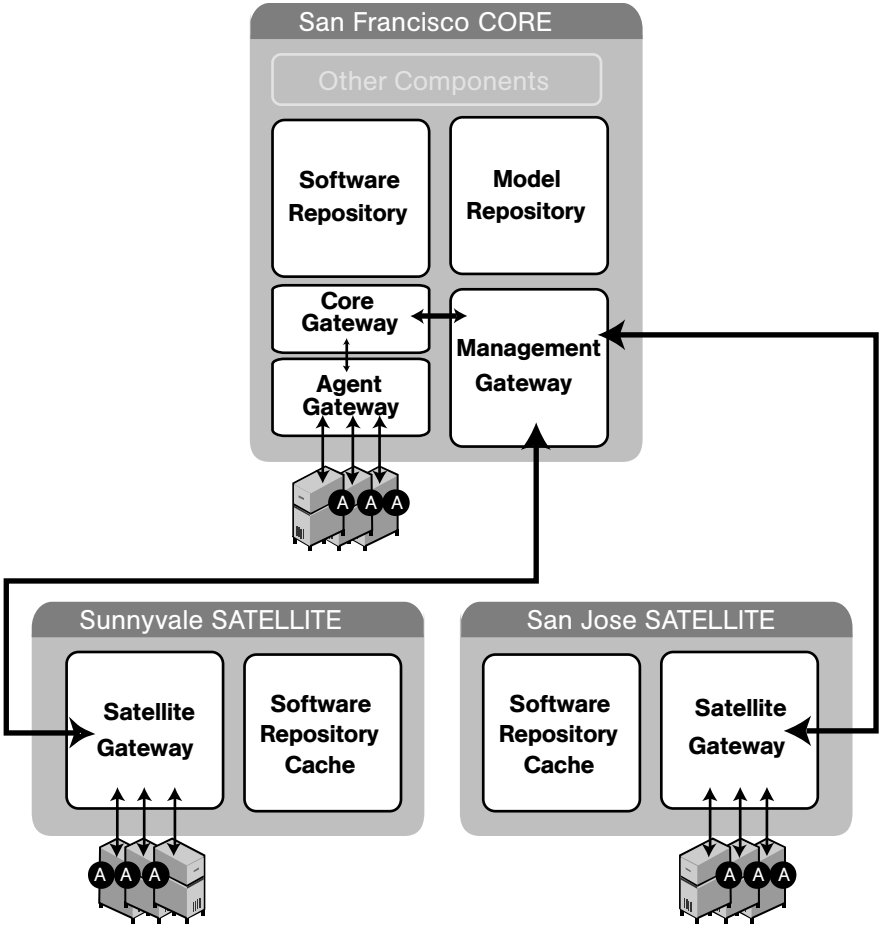 San Francisco CORE
Other Components
Software
Repository
Model
Repository
Core
Gateway
Management
Gateway
Agent
Gateway
A A A
Sunnyvale SATELLITE
Satellite
Gateway
Software
Repository
Cache
A A A
San Jose SATELLITE
Software
Repository
Cache
Satellite
Gateway
A A A